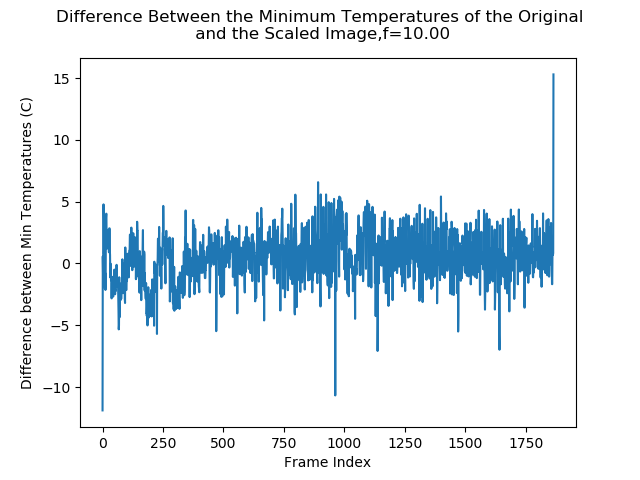 Difference Between the Minimum Temperatures of the Original
and the Scaled Image,f=10.00
Difference between Min Temperatures (C)
15
10
5
0
−5
−10
0 250 500 750 1000 1250 1500 1750
Frame Index